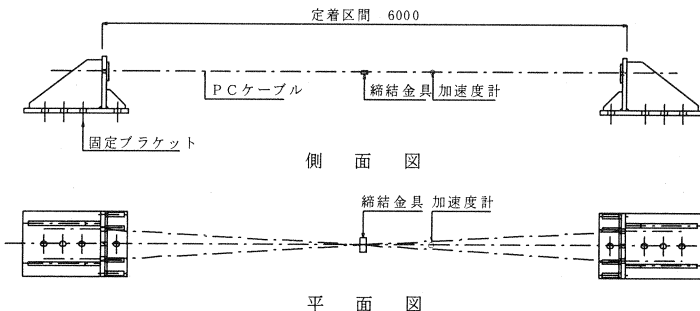 定着区間 6000
PCケーブル
締結金具 加速度計
固定ブラケット
側面図
締結金具 加速度計
平面図